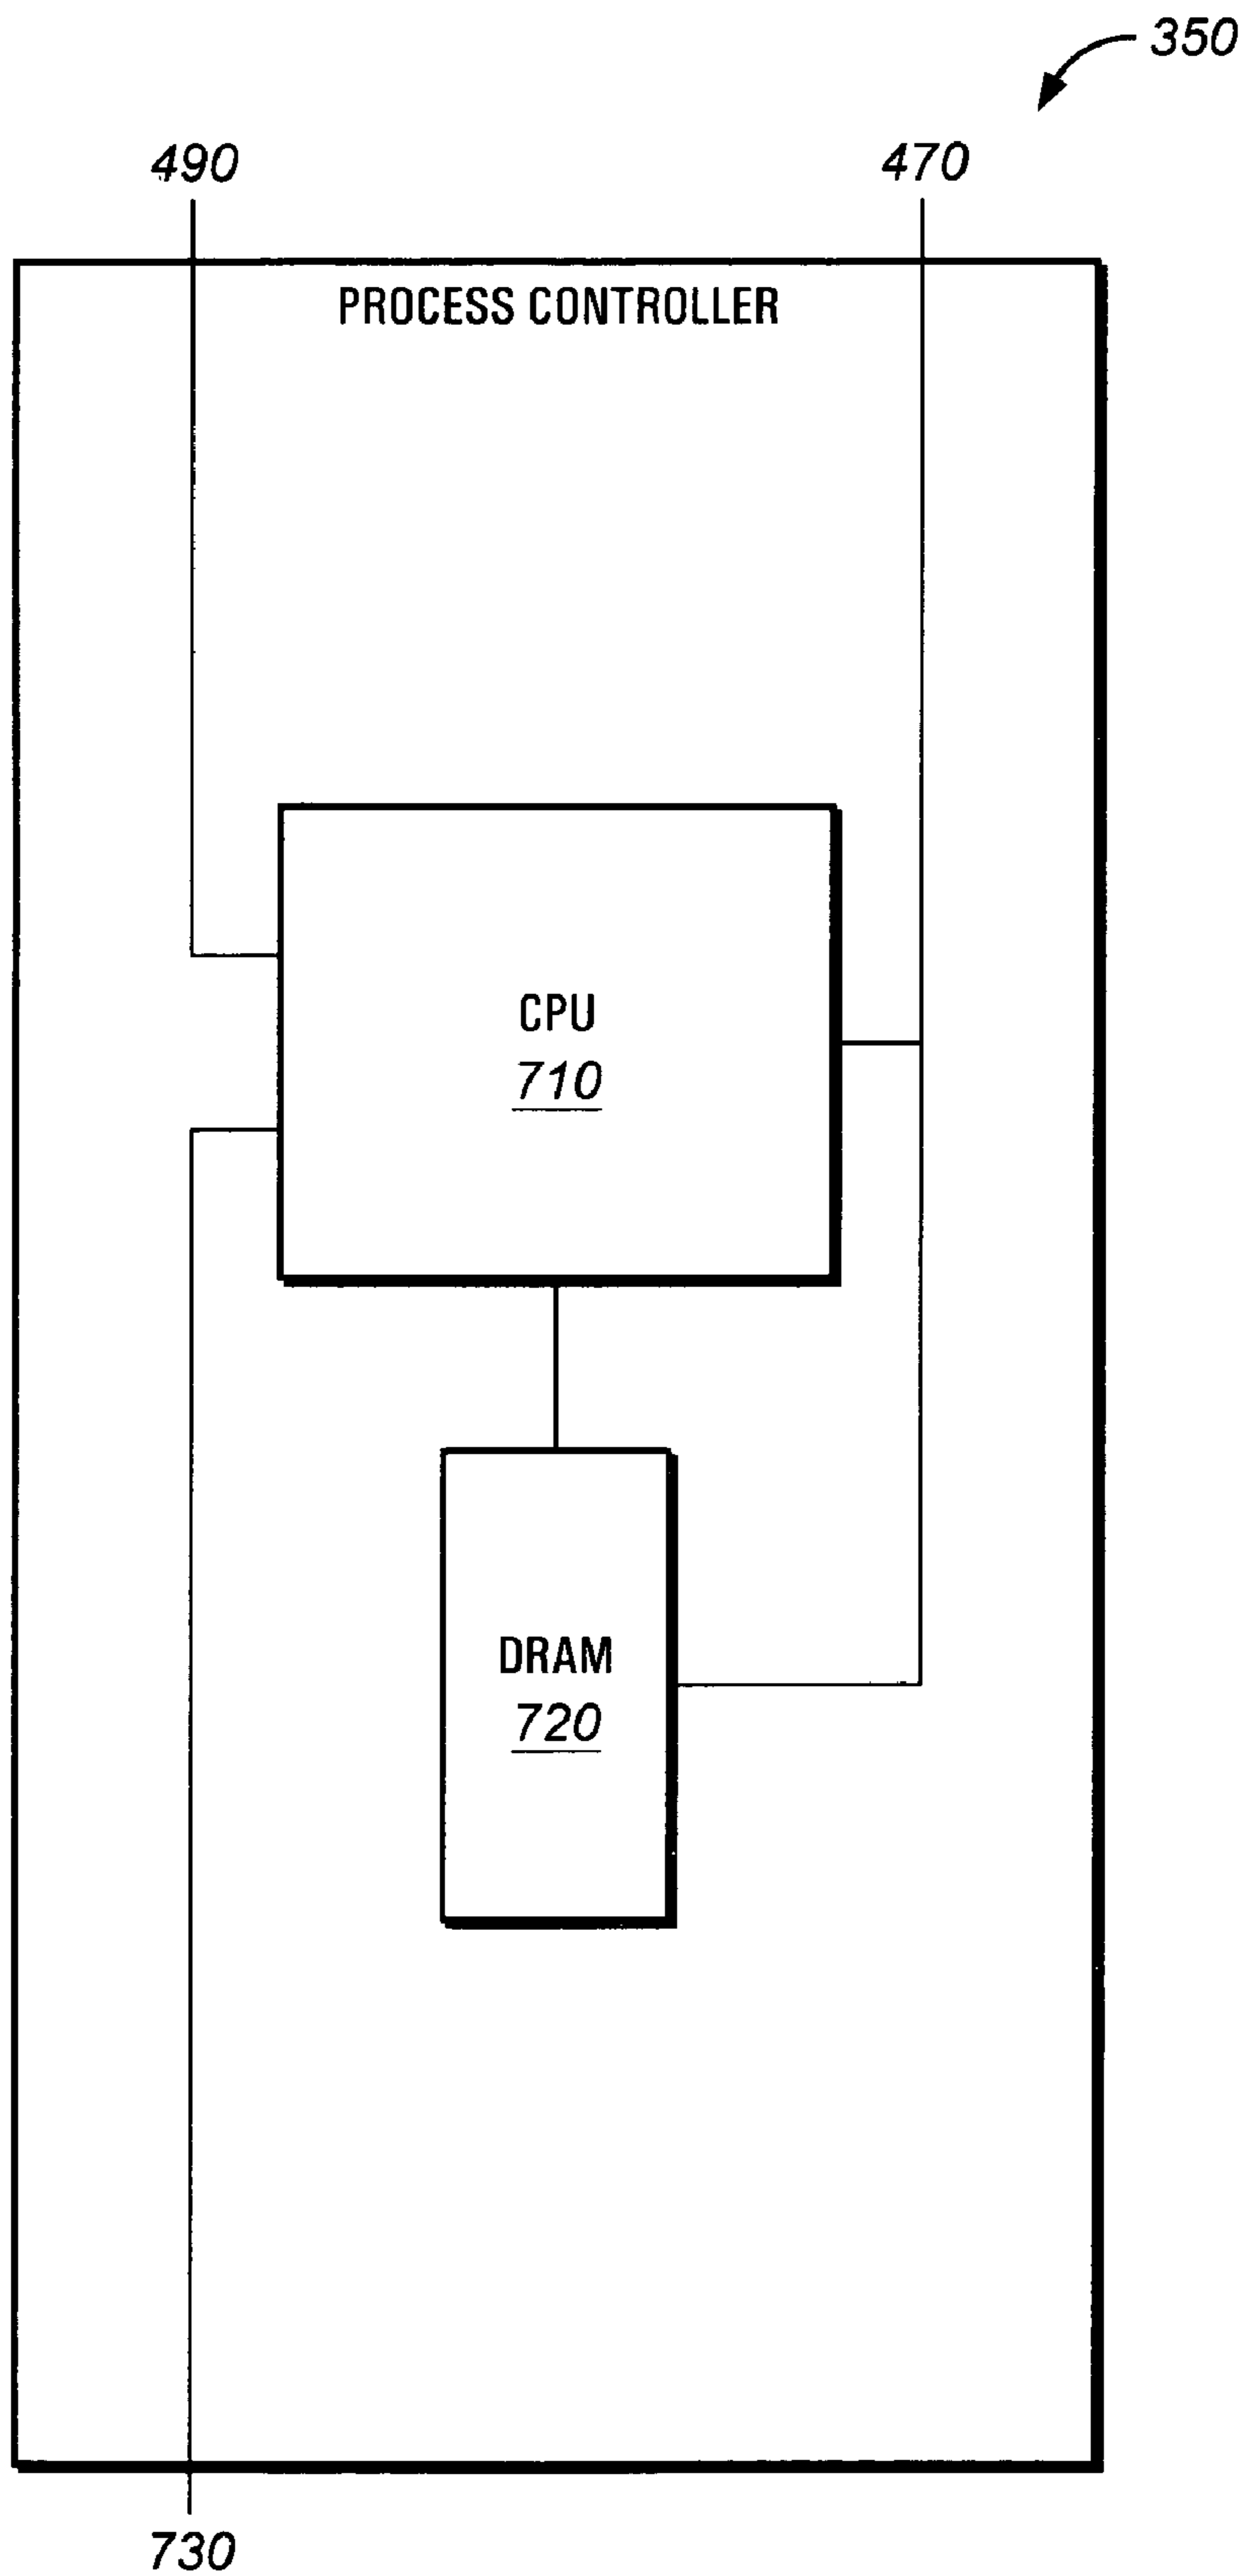 350
490
470
PROCESS CONTROLLER
CPU
710
DRAM
720
730